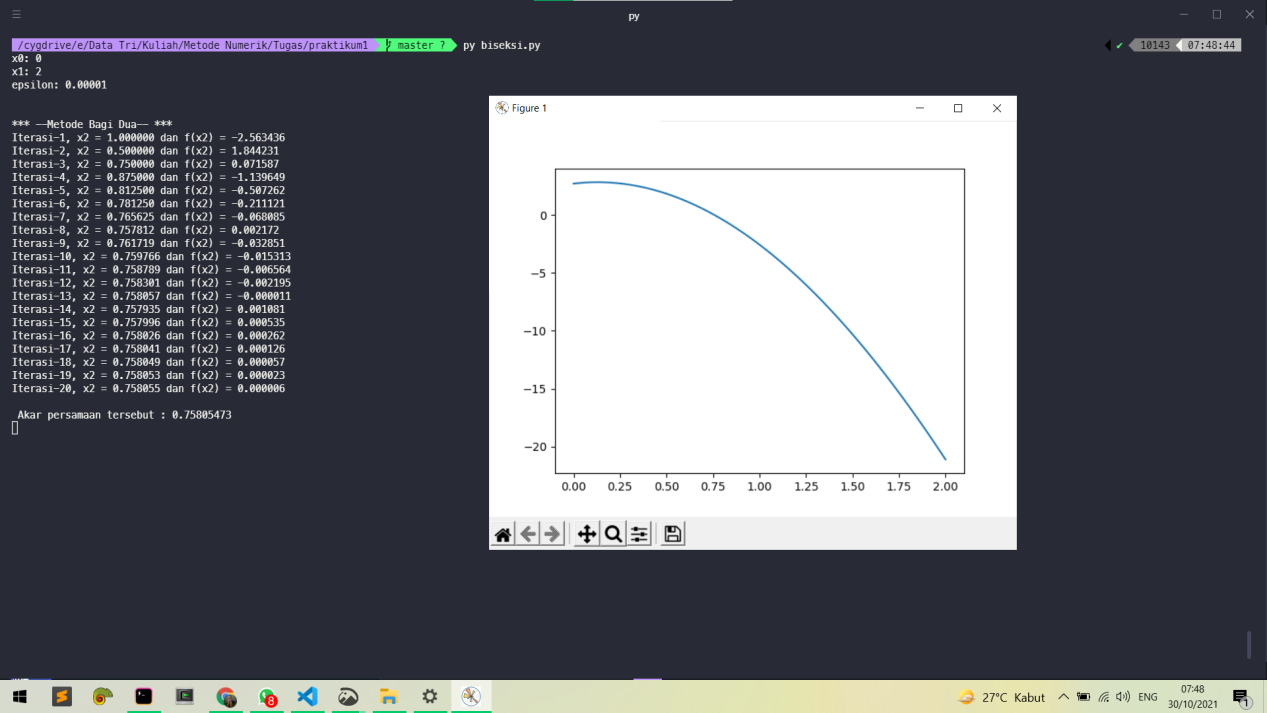 py
/cygdrive/e/Data Tri/Kuliah/Metode Numerik/Tugas/praktikum1 master ? py biseksi.py ✔ 10143 07:48:44
x0: 0
x1: 2
epsilon: 0.00001
*** --Metode Bagi Dua-- ***
Iterasi-1, x2 = 1.000000 dan f(x2) = -2.563436
Iterasi-2, x2 = 0.500000 dan f(x2) = 1.844231
Iterasi-3, x2 = 0.750000 dan f(x2) = 0.071587
Iterasi-4, x2 = 0.875000 dan f(x2) = -1.139649
Iterasi-5, x2 = 0.812500 dan f(x2) = -0.507262
Iterasi-6, x2 = 0.781250 dan f(x2) = -0.211121
Iterasi-7, x2 = 0.765625 dan f(x2) = -0.068085
Iterasi-8, x2 = 0.757812 dan f(x2) = 0.002172
Iterasi-9, x2 = 0.761719 dan f(x2) = -0.032851
Iterasi-10, x2 = 0.759766 dan f(x2) = -0.015313
Iterasi-11, x2 = 0.758789 dan f(x2) = -0.006564
Iterasi-12, x2 = 0.758301 dan f(x2) = -0.002195
Iterasi-13, x2 = 0.758057 dan f(x2) = -0.000011
Iterasi-14, x2 = 0.757935 dan f(x2) = 0.001081
Iterasi-15, x2 = 0.757996 dan f(x2) = 0.000535
Iterasi-16, x2 = 0.758026 dan f(x2) = 0.000262
Iterasi-17, x2 = 0.758041 dan f(x2) = 0.000126
Iterasi-18, x2 = 0.758049 dan f(x2) = 0.000057
Iterasi-19, x2 = 0.758053 dan f(x2) = 0.000023
Iterasi-20, x2 = 0.758055 dan f(x2) = 0.000006
Akar persamaan tersebut : 0.75805473
Figure 1
0
−5
−10
−15
−20
0.00 0.25 0.50 0.75 1.00 1.25 1.50 1.75 2.00
8
27°C Kabut
ENG
07:48
30/10/2021
1